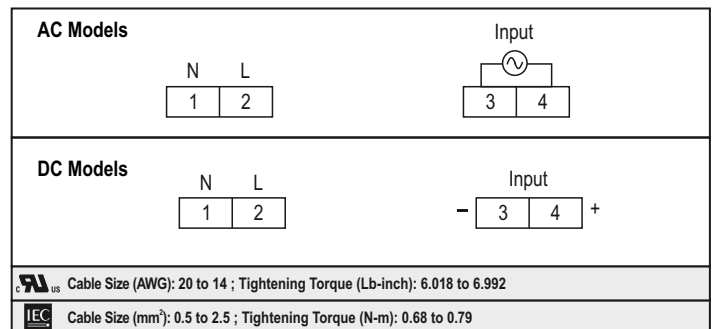 AC Models
Input
N L
1 2
3 4
DC Models
N L
Input
1 2
– 3 4 +
c RU us Cable Size (AWG): 20 to 14 ; Tightening Torque (Lb-inch): 6.018 to 6.992
IEC Cable Size (mm²): 0.5 to 2.5 ; Tightening Torque (N-m): 0.68 to 0.79